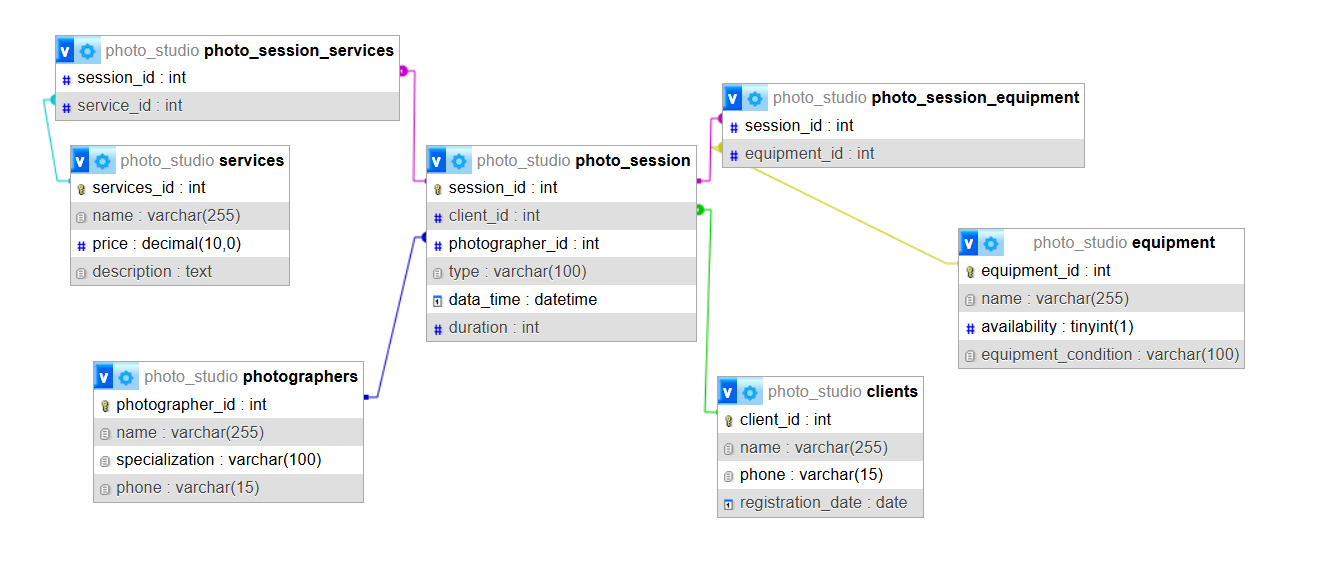 photo_studio photo_session_services
session_id : int
service_id : int
photo_studio services
services_id : int
name : varchar(255)
price : decimal(10,0)
description : text
photo_studio photographers
photographer_id : int
name : varchar(255)
specialization : varchar(100)
phone : varchar(15)
photo_studio photo_session
session_id : int
client_id : int
photographer_id : int
type : varchar(100)
data_time : datetime
duration : int
photo_studio photo_session_equipment
session_id : int
equipment_id : int
photo_studio equipment
equipment_id : int
name : varchar(255)
availability : tinyint(1)
equipment_condition : varchar(100)
photo_studio clients
client_id : int
name : varchar(255)
phone : varchar(15)
registration_date : date